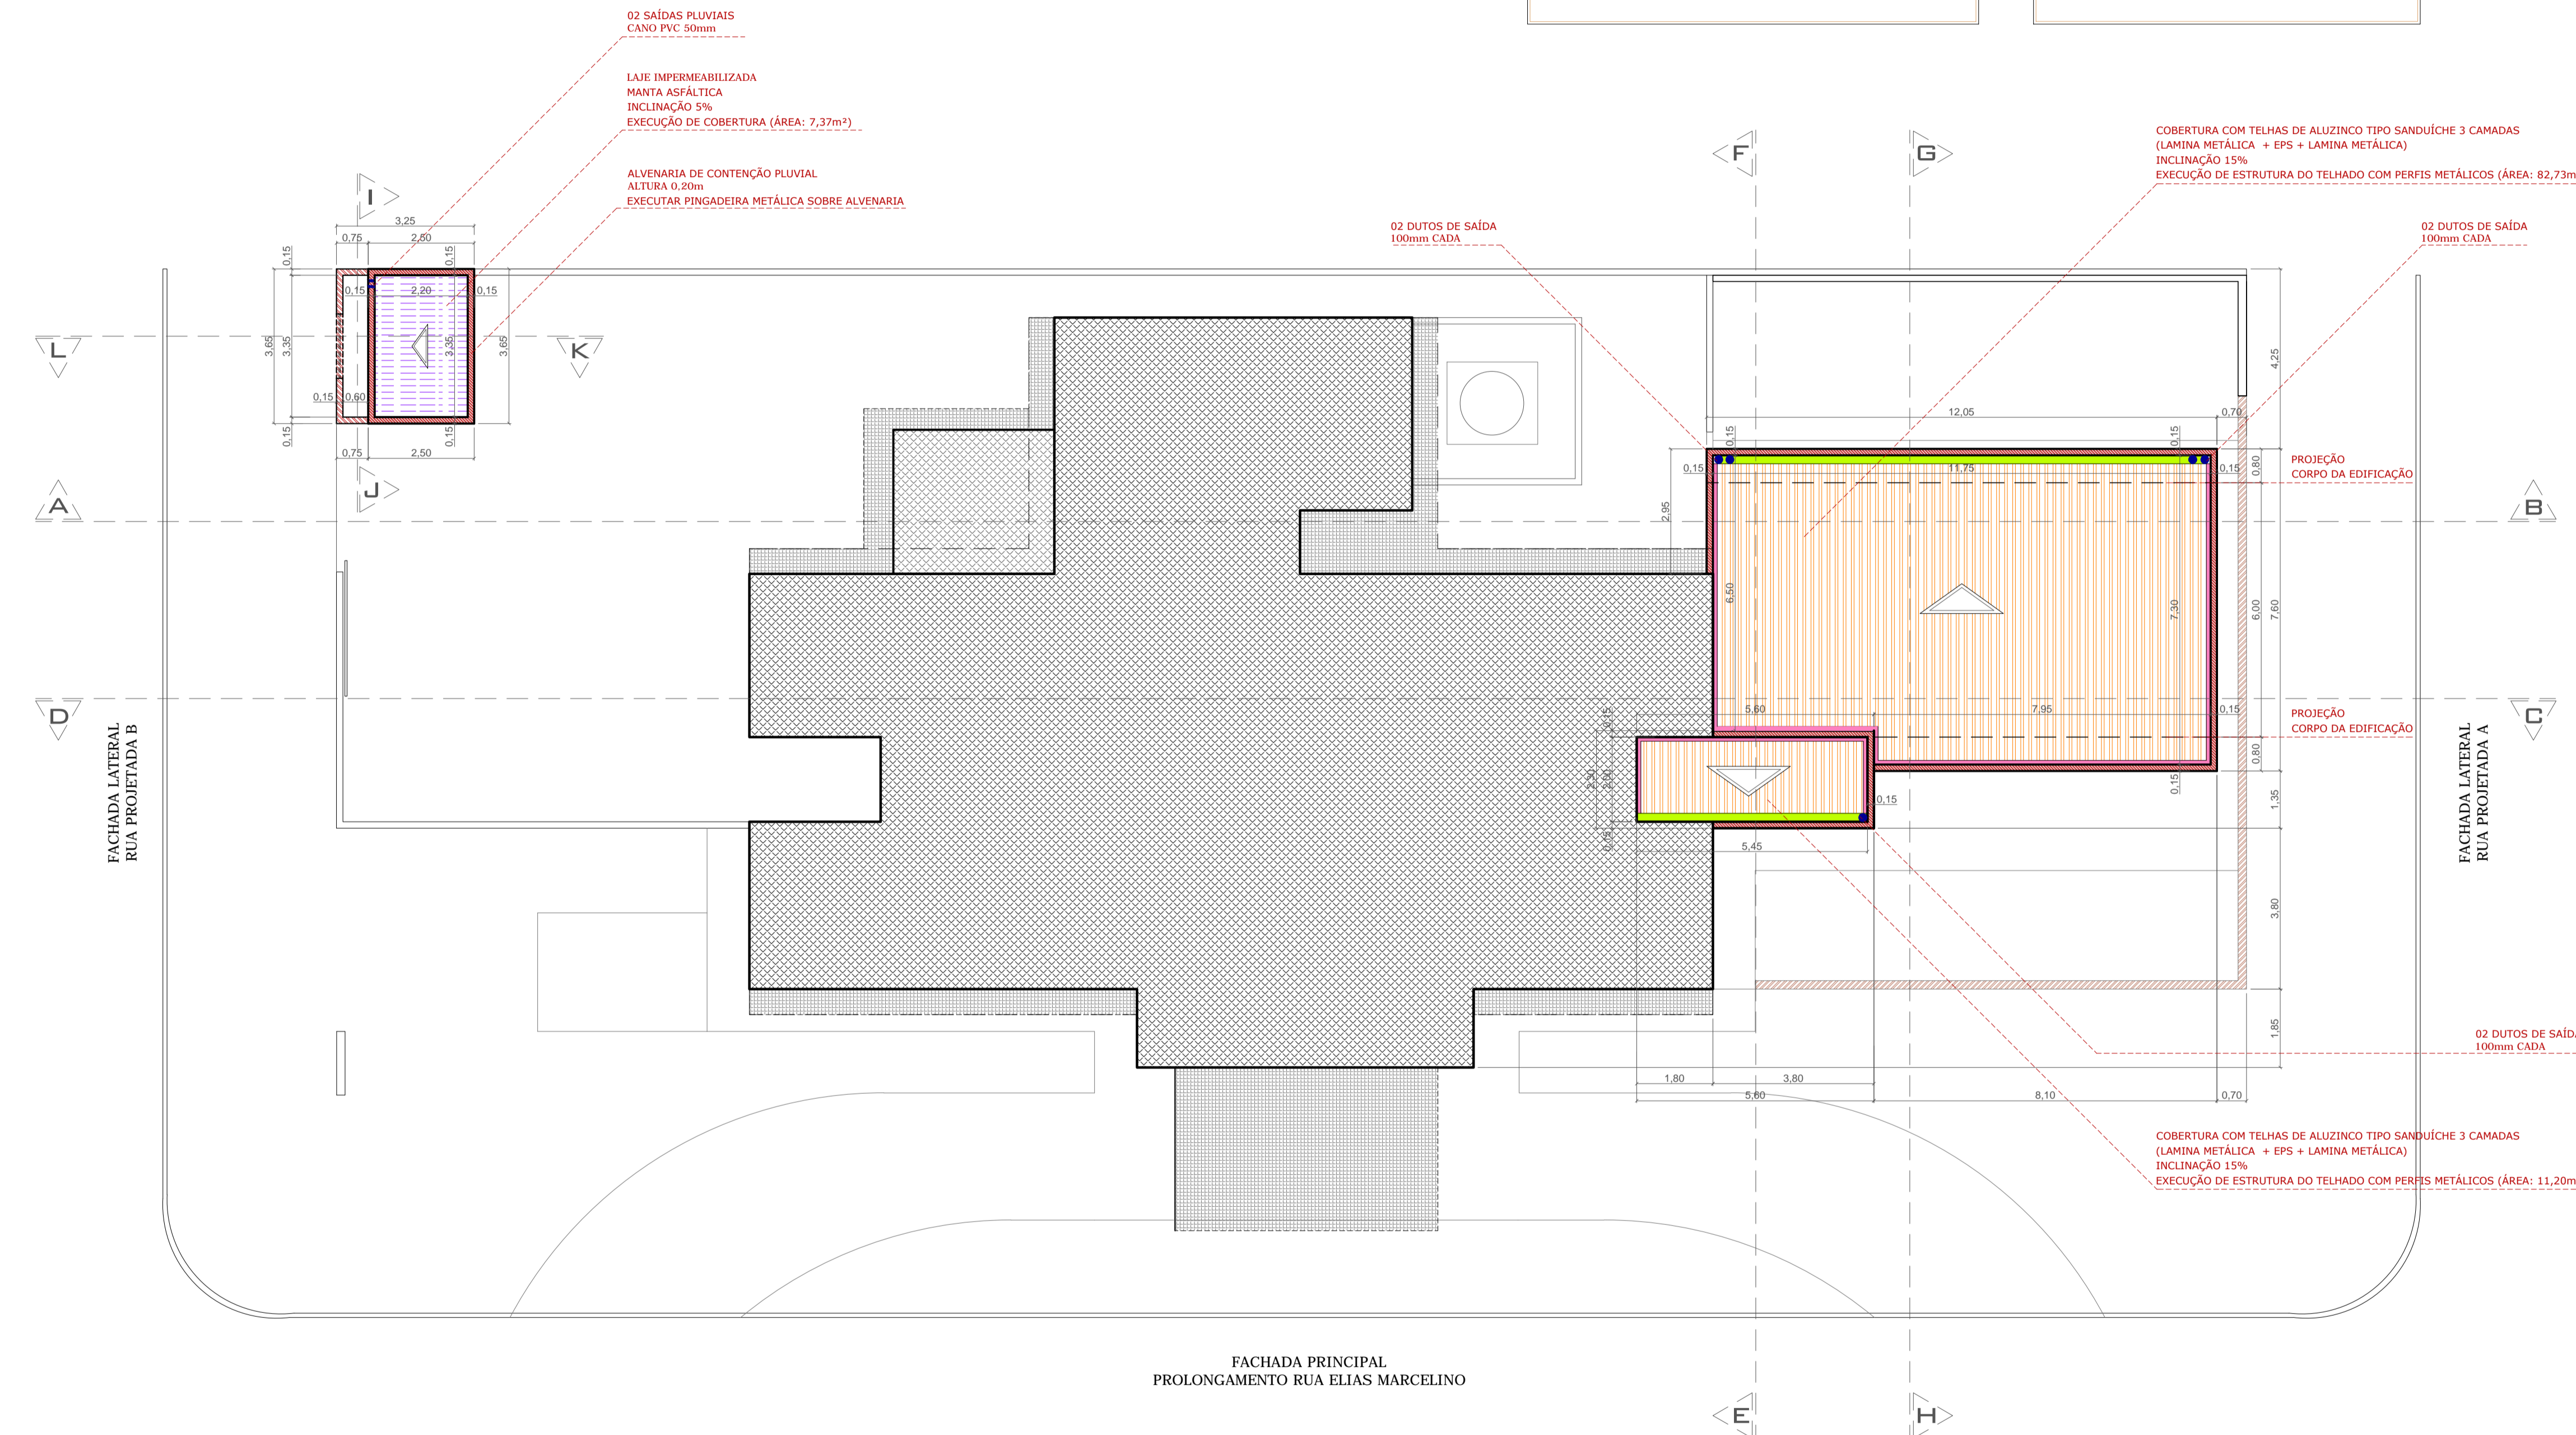 02 SAÍDAS PLUVIAIS
CANO PVC 50mm
LAJE IMPERMEABILIZADA
MANTA ASFÁLTICA
INCLINAÇÃO 5%
EXECUÇÃO DE COBERTURA (ÁREA: 7,37m²)
ALVENARIA DE CONTENÇÃO PLUVIAL
ALTURA 0,20m
EXECUTAR PINGADEIRA METÁLICA SOBRE ALVENARIA
COBERTURA COM TELHAS DE ALUZINCO TIPO SANDUÍCHE 3 CAMADAS
(LAMINA METÁLICA + EPS + LAMINA METÁLICA)
INCLINAÇÃO 15%
EXECUÇÃO DE ESTRUTURA DO TELHADO COM PERFIS METÁLICOS (ÁREA: 82,73m
02 DUTOS DE SAÍDA
100mm CADA
02 DUTOS DE SAÍDA
100mm CADA
F
G
I
3,25
0,75
2,50
0,15
0,15
0,15
2,20
0,15
3,65
3,35
3,35
3,65
0,15
0,60
0,15
0,15
0,75
2,50
L
K
J
A
B
D
C
4,25
12,05
0,70
0,15
0,15
0,15
11,75
0,15
0,80
2,95
6,50
7,30
6,00
7,60
PROJEÇÃO
CORPO DA EDIFICAÇÃO
PROJEÇÃO
CORPO DA EDIFICAÇÃO
0,15
5,60
7,95
0,15
2,30
2,00
0,80
0,15
0,15
1,35
0,15
5,45
3,80
1,85
1,80
3,80
5,60
8,10
0,70
FACHADA LATERAL
RUA PROJETADA B
FACHADA LATERAL
RUA PROJETADA A
02 DUTOS DE SAÍDA
100mm CADA
COBERTURA COM TELHAS DE ALUZINCO TIPO SANDUÍCHE 3 CAMADAS
(LAMINA METÁLICA + EPS + LAMINA METÁLICA)
INCLINAÇÃO 15%
EXECUÇÃO DE ESTRUTURA DO TELHADO COM PERFIS METÁLICOS (ÁREA: 11,20m
FACHADA PRINCIPAL
PROLONGAMENTO RUA ELIAS MARCELINO
E
H